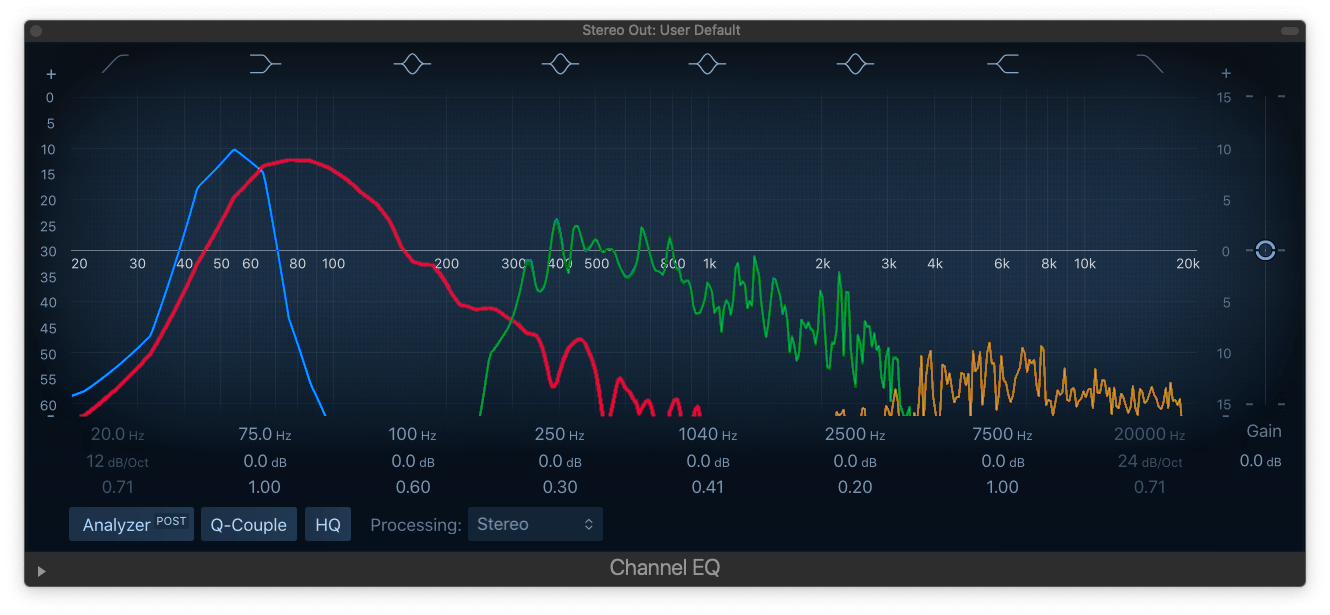 Stereo Out: User Default
+ +
0 15
5
10 10
15
20 5
25
30 0
20 30 40 50 60 80 100 200 300 400 500 800 1k 2k 3k 4k 6k 8k 10k 20k
35
40 5
45
50 10
55
60 15
- -
20.0 Hz 75.0 Hz 100 Hz 250 Hz 1040 Hz 2500 Hz 7500 Hz 20000 Hz Gain
12 dB/Oct 0.0 dB 0.0 dB 0.0 dB 0.0 dB 0.0 dB 0.0 dB 24 dB/Oct 0.0 dB
0.71 1.00 0.60 0.30 0.41 0.20 1.00 0.71
Analyzer POST Q-Couple HQ Processing: Stereo
Channel EQ